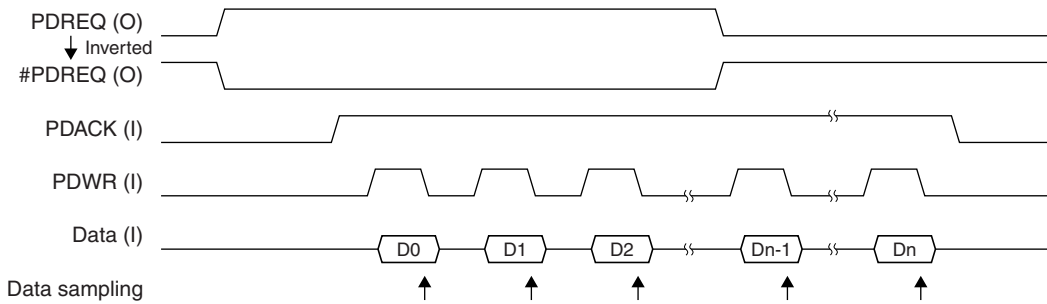 PDREQ (O)
Inverted
#PDREQ (O)
PDACK (I)
PDWR (I)
Data (I) D0 D1 D2 Dn-1 Dn
Data sampling